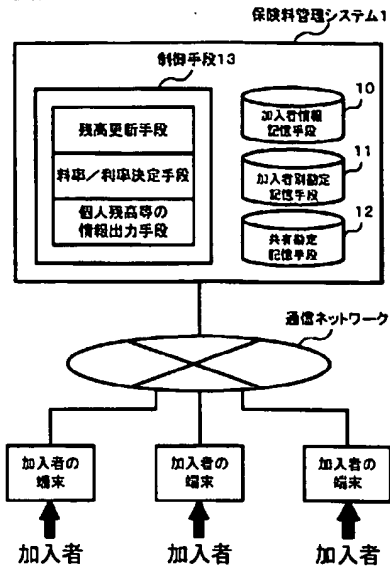 保険料管理システム1
制御手段13
残高更新手段
料率/利率決定手段
個人残高等の
情報出力手段
10
加入者情報
記憶手段
11
加入者別勘定
記憶手段
12
共有勘定
記憶手段
通信ネットワーク
加入者の
端末
加入者の
端末
加入者の
端末
加入者
加入者
加入者